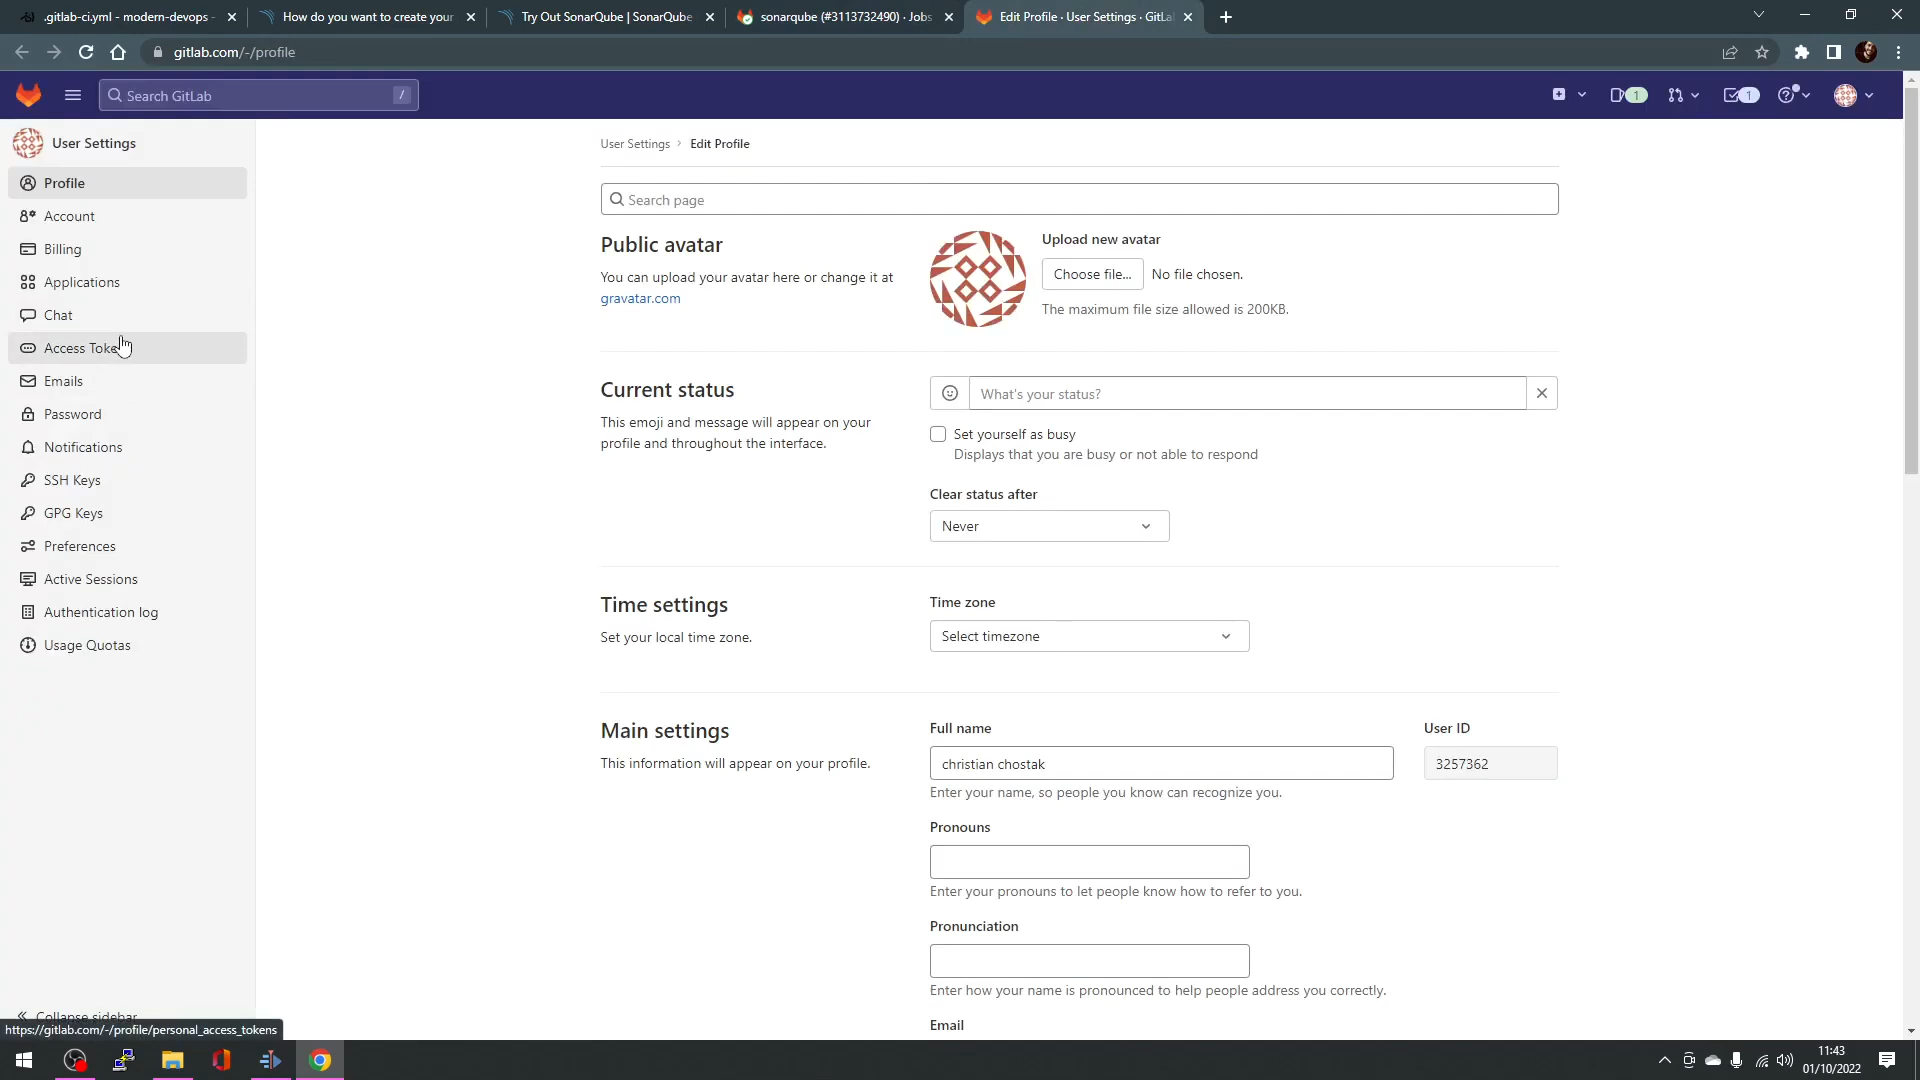 .gitlab-ci.yml - modern-devops -
How do you want to create your
Try Out SonarQube | SonarQube
sonarqube (#3113732490) · Jobs
Edit Profile · User Settings · GitLa
gitlab.com/-/profile
Search GitLab
/
1
1
User Settings
Profile
Account
Billing
Applications
Chat
Access Toke
Emails
Password
Notifications
SSH Keys
GPG Keys
Preferences
Active Sessions
Authentication log
Usage Quotas
Collapse sidebar
https://gitlab.com/-/profile/personal_access_tokens
User Settings > Edit Profile
Search page
Public avatar
You can upload your avatar here or change it at
gravatar.com
Upload new avatar
Choose file... No file chosen.
The maximum file size allowed is 200KB.
Current status
This emoji and message will appear on your
profile and throughout the interface.
What's your status?
Set yourself as busy
Displays that you are busy or not able to respond
Clear status after
Never
Time settings
Set your local time zone.
Time zone
Select timezone
Main settings
This information will appear on your profile.
Full name
christian chostak
Enter your name, so people you know can recognize you.
User ID
3257362
Pronouns
Enter your pronouns to let people know how to refer to you.
Pronunciation
Enter how your name is pronounced to help people address you correctly.
Email
11:43
01/10/2022